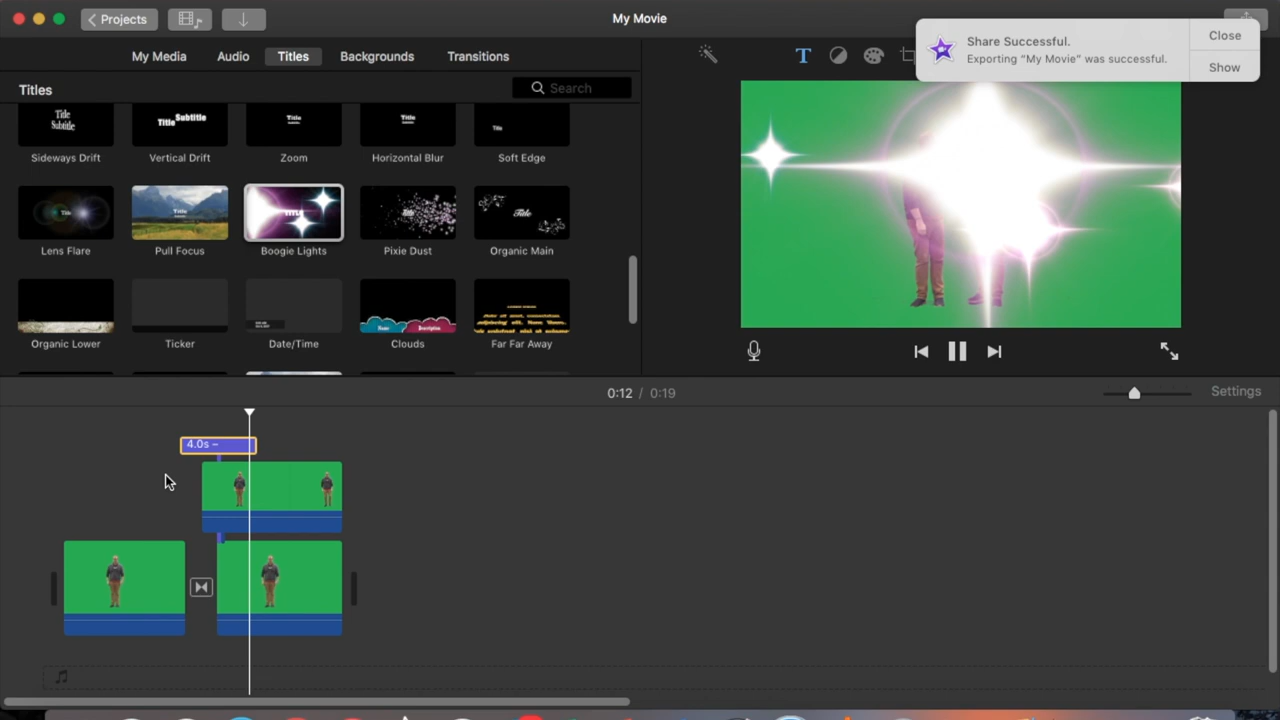 Projects
My Movie
Share Successful.
Exporting "My Movie" was successful.
Close
Show
My Media
Audio
Titles
Backgrounds
Transitions
T
Titles
Search
Title
Subtitle
Title Subtitle
Title
Title
Title
Sideways Drift
Vertical Drift
Zoom
Horizontal Blur
Soft Edge
Title
Title
TITLE
Title
Title
Lens Flare
Pull Focus
Boogie Lights
Pixie Dust
Organic Main
Name
Description
Organic Lower
Ticker
Date/Time
Clouds
Far Far Away
0:12 / 0:19
Settings
4.0s –